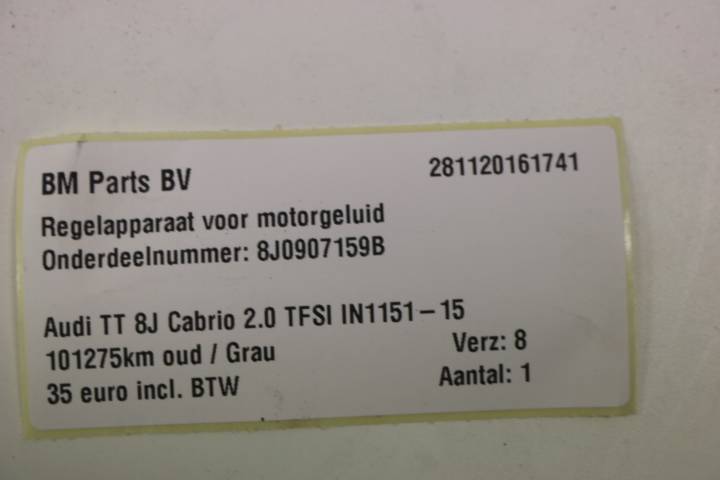 BM Parts BV 281120161741
Regelapparaat voor motorgeluid
Onderdeelnummer: 8J0907159B
Audi TT 8J Cabrio 2.0 TFSI IN1151-15
101275km oud / Grau Verz: 8
35 euro incl. BTW Aantal: 1